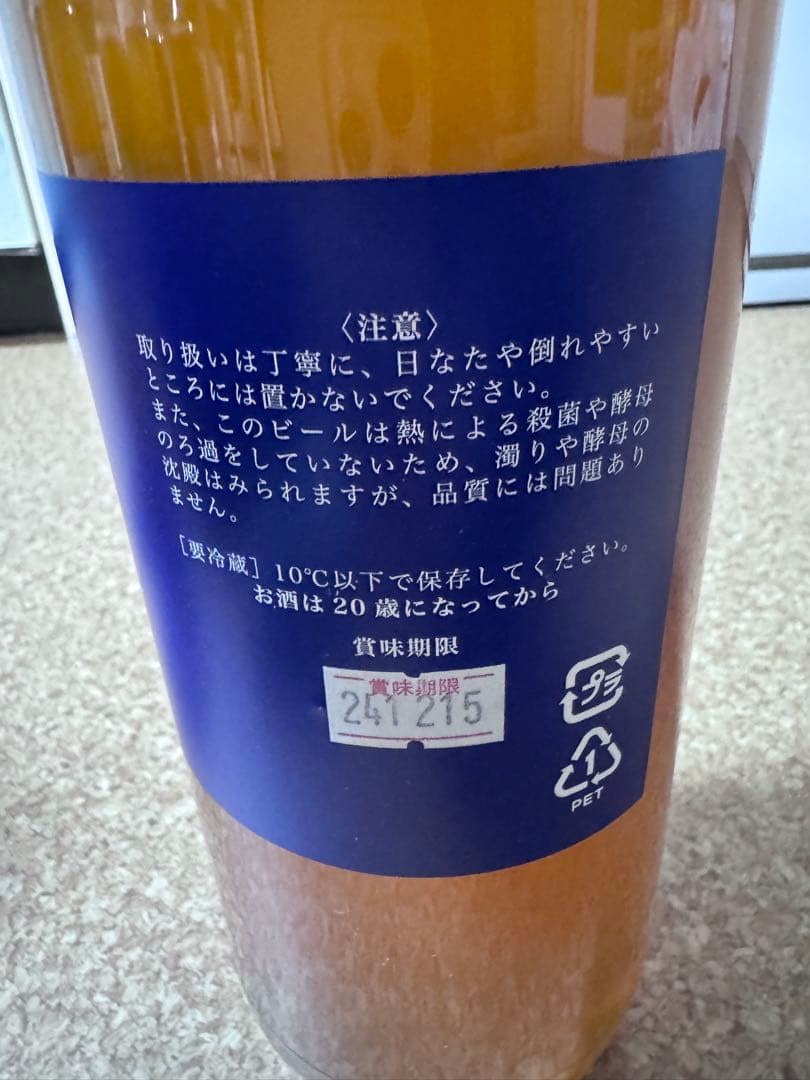 〈注意〉
取り扱いは丁寧に、日なたや倒れやすい
ところには置かないでください。
また、このビールは熱による殺菌や酵母
のろ過をしていないため、濁りや酵母の
沈殿はみられますが、品質には問題あり
ません。
［要冷蔵］10℃以下で保存してください。
お酒は20歳になってから
賞味期限
賞味期限
241215
プラ
1
PET